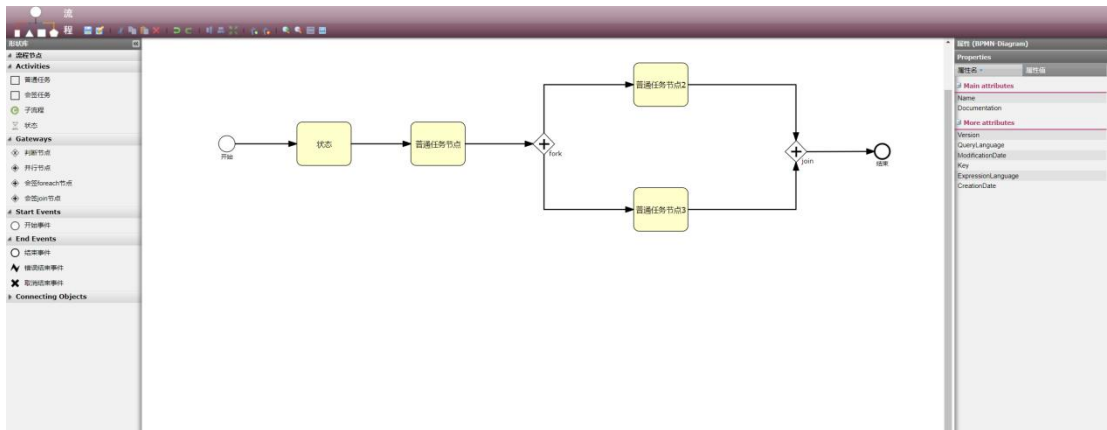 流
程
形状库
流程节点
Activities
普通任务
会签任务
子流程
状态
Gateways
判断节点
并行节点
会签foreach节点
会签join节点
Start Events
开始事件
End Events
结束事件
错误结束事件
取消结束事件
Connecting Objects
开始
状态
普通任务节点
fork
普通任务节点2
普通任务节点3
join
结束
属性 (BPMN-Diagram)
Properties
属性名 属性值
Main attributes
Name
Documentation
More attributes
Version
QueryLanguage
ModificationDate
Key
ExpressionLanguage
CreationDate